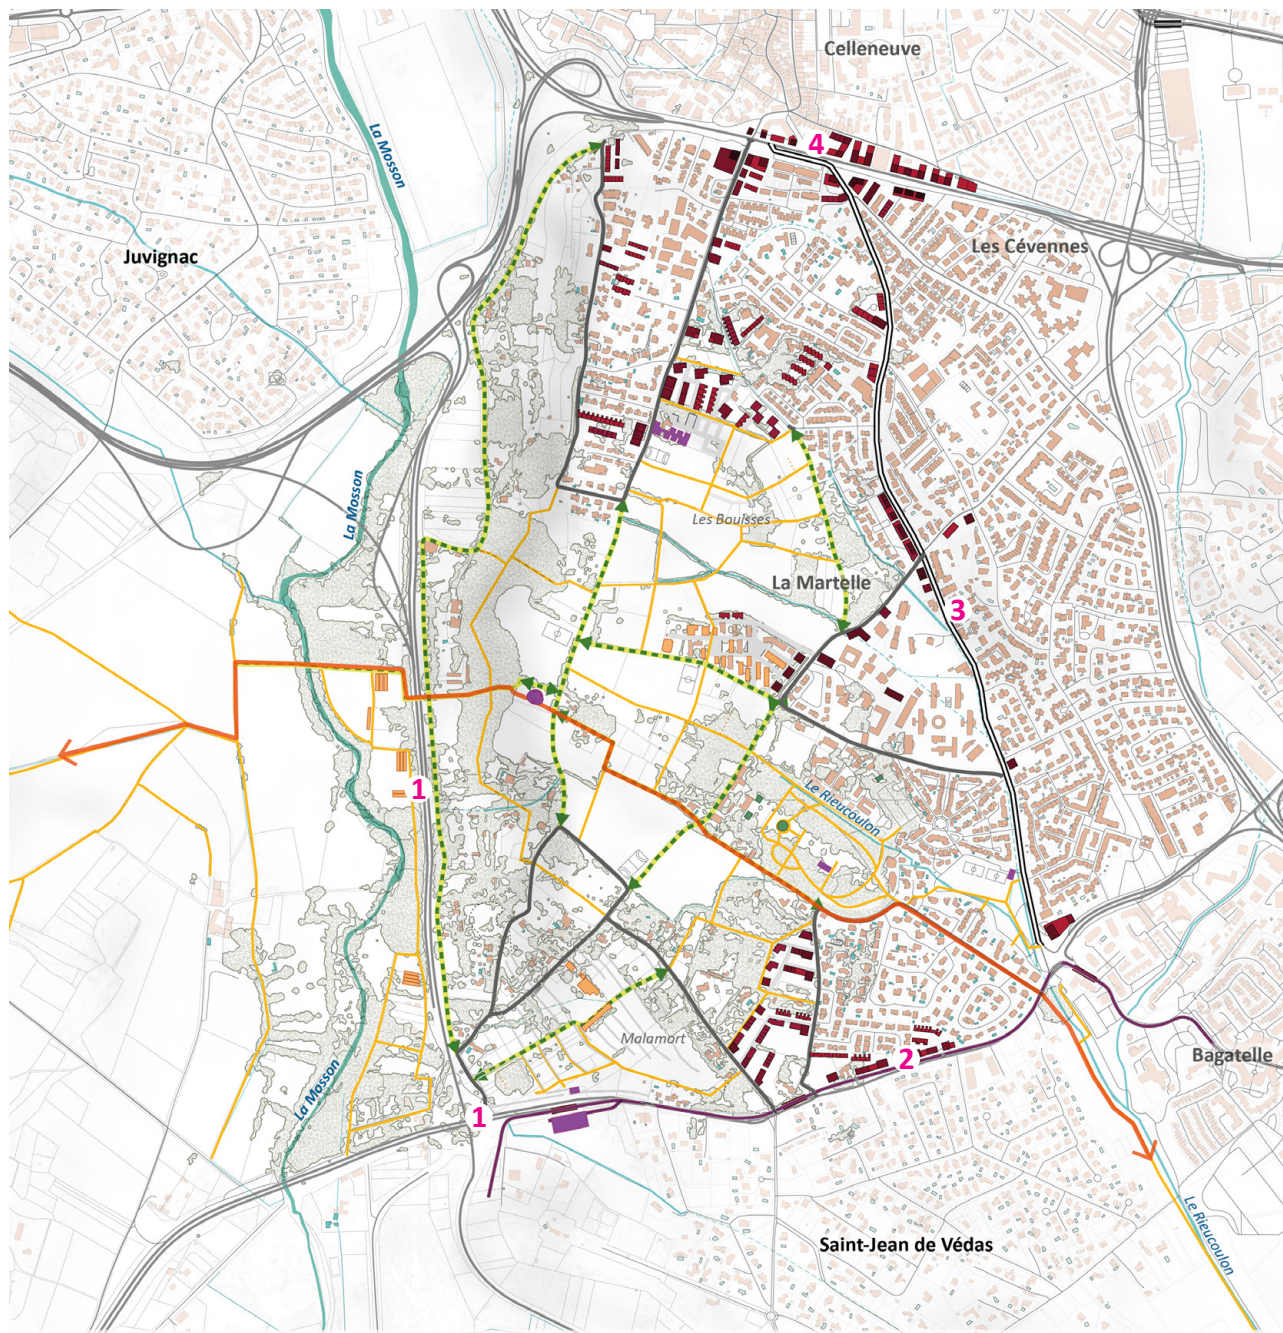 Celleneuve
4
La Mosson
Les Cévennes
Juvignac
La Mosson
Les Bouisses
La Martelle
3
1
Le Rieucoulon
Malamort
2
Bagatelle
La Mosson
1
Le Rieucoulon
Saint-Jean de Védas